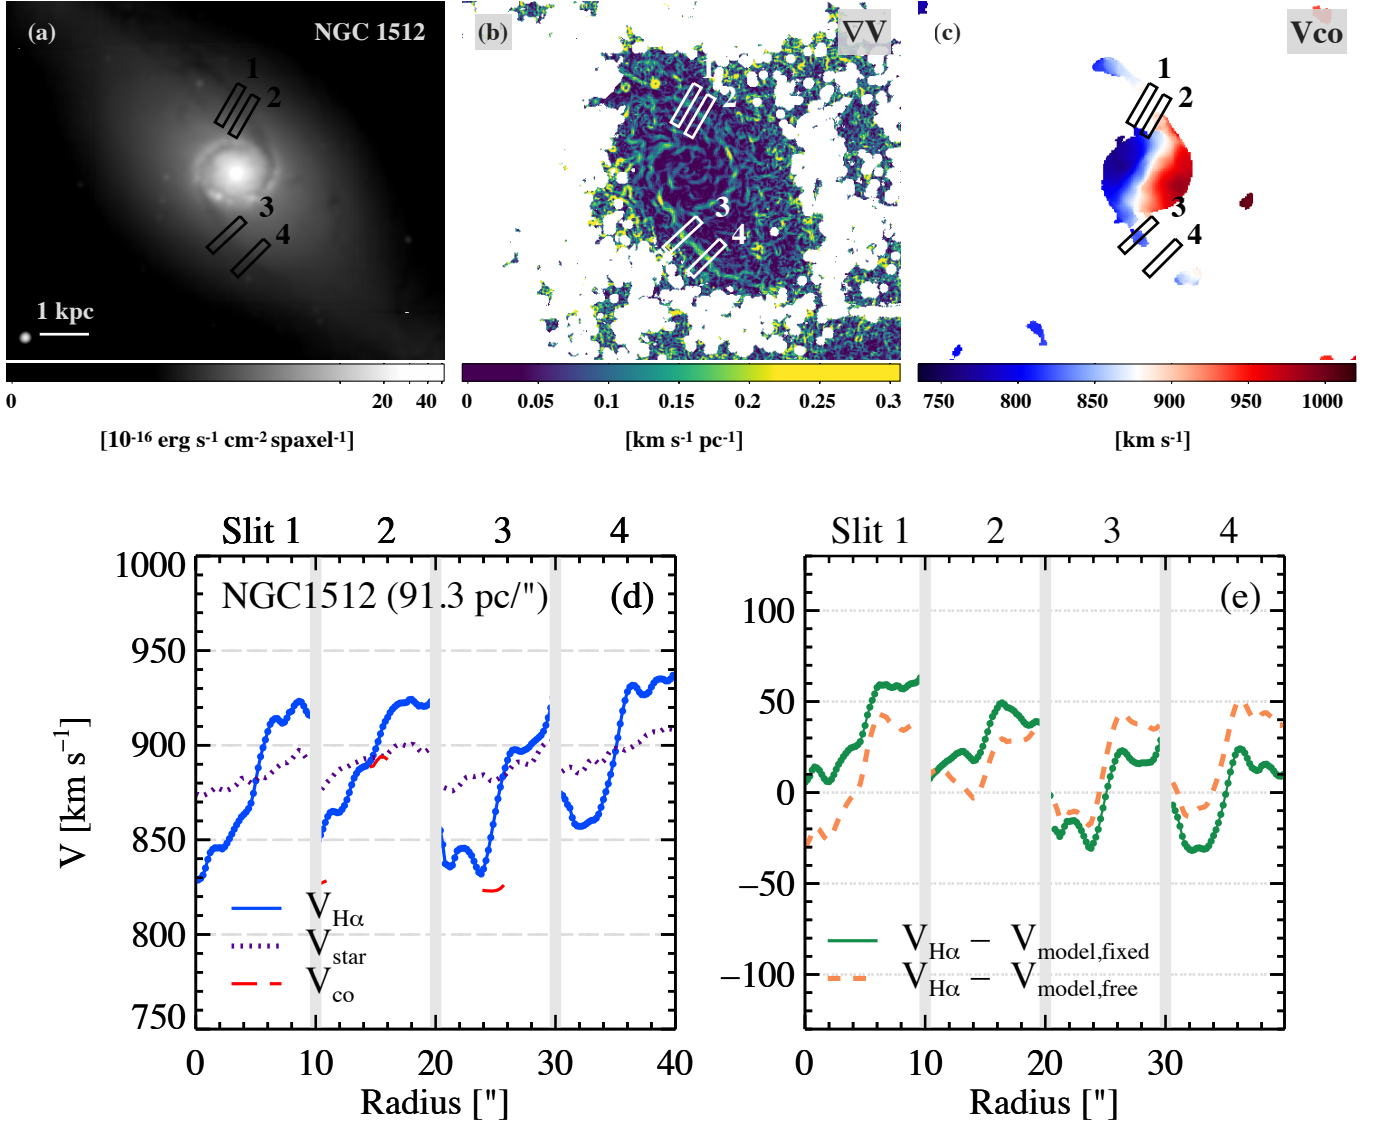 (a) NGC 1512
1
2
3
4
1 kpc
0 20 40
[10-16 erg s-1 cm-2 spaxel-1]
(b) ∇V
1
2
3
4
0 0.05 0.1 0.15 0.2 0.25 0.3
[km s-1 pc-1]
(c) Vco
1
2
3
4
750 800 850 900 950 1000
[km s-1]
Slit 1 2 3 4
NGC1512 (91.3 pc/") (d)
1000
950
900
850
800
750
V [km s−1]
VHα
Vstar
Vco
0 10 20 30 40
Radius ["]
Slit 1 2 3 4
(e)
100
50
0
−50
−100
VHα − Vmodel,fixed
VHα − Vmodel,free
0 10 20 30
Radius ["]